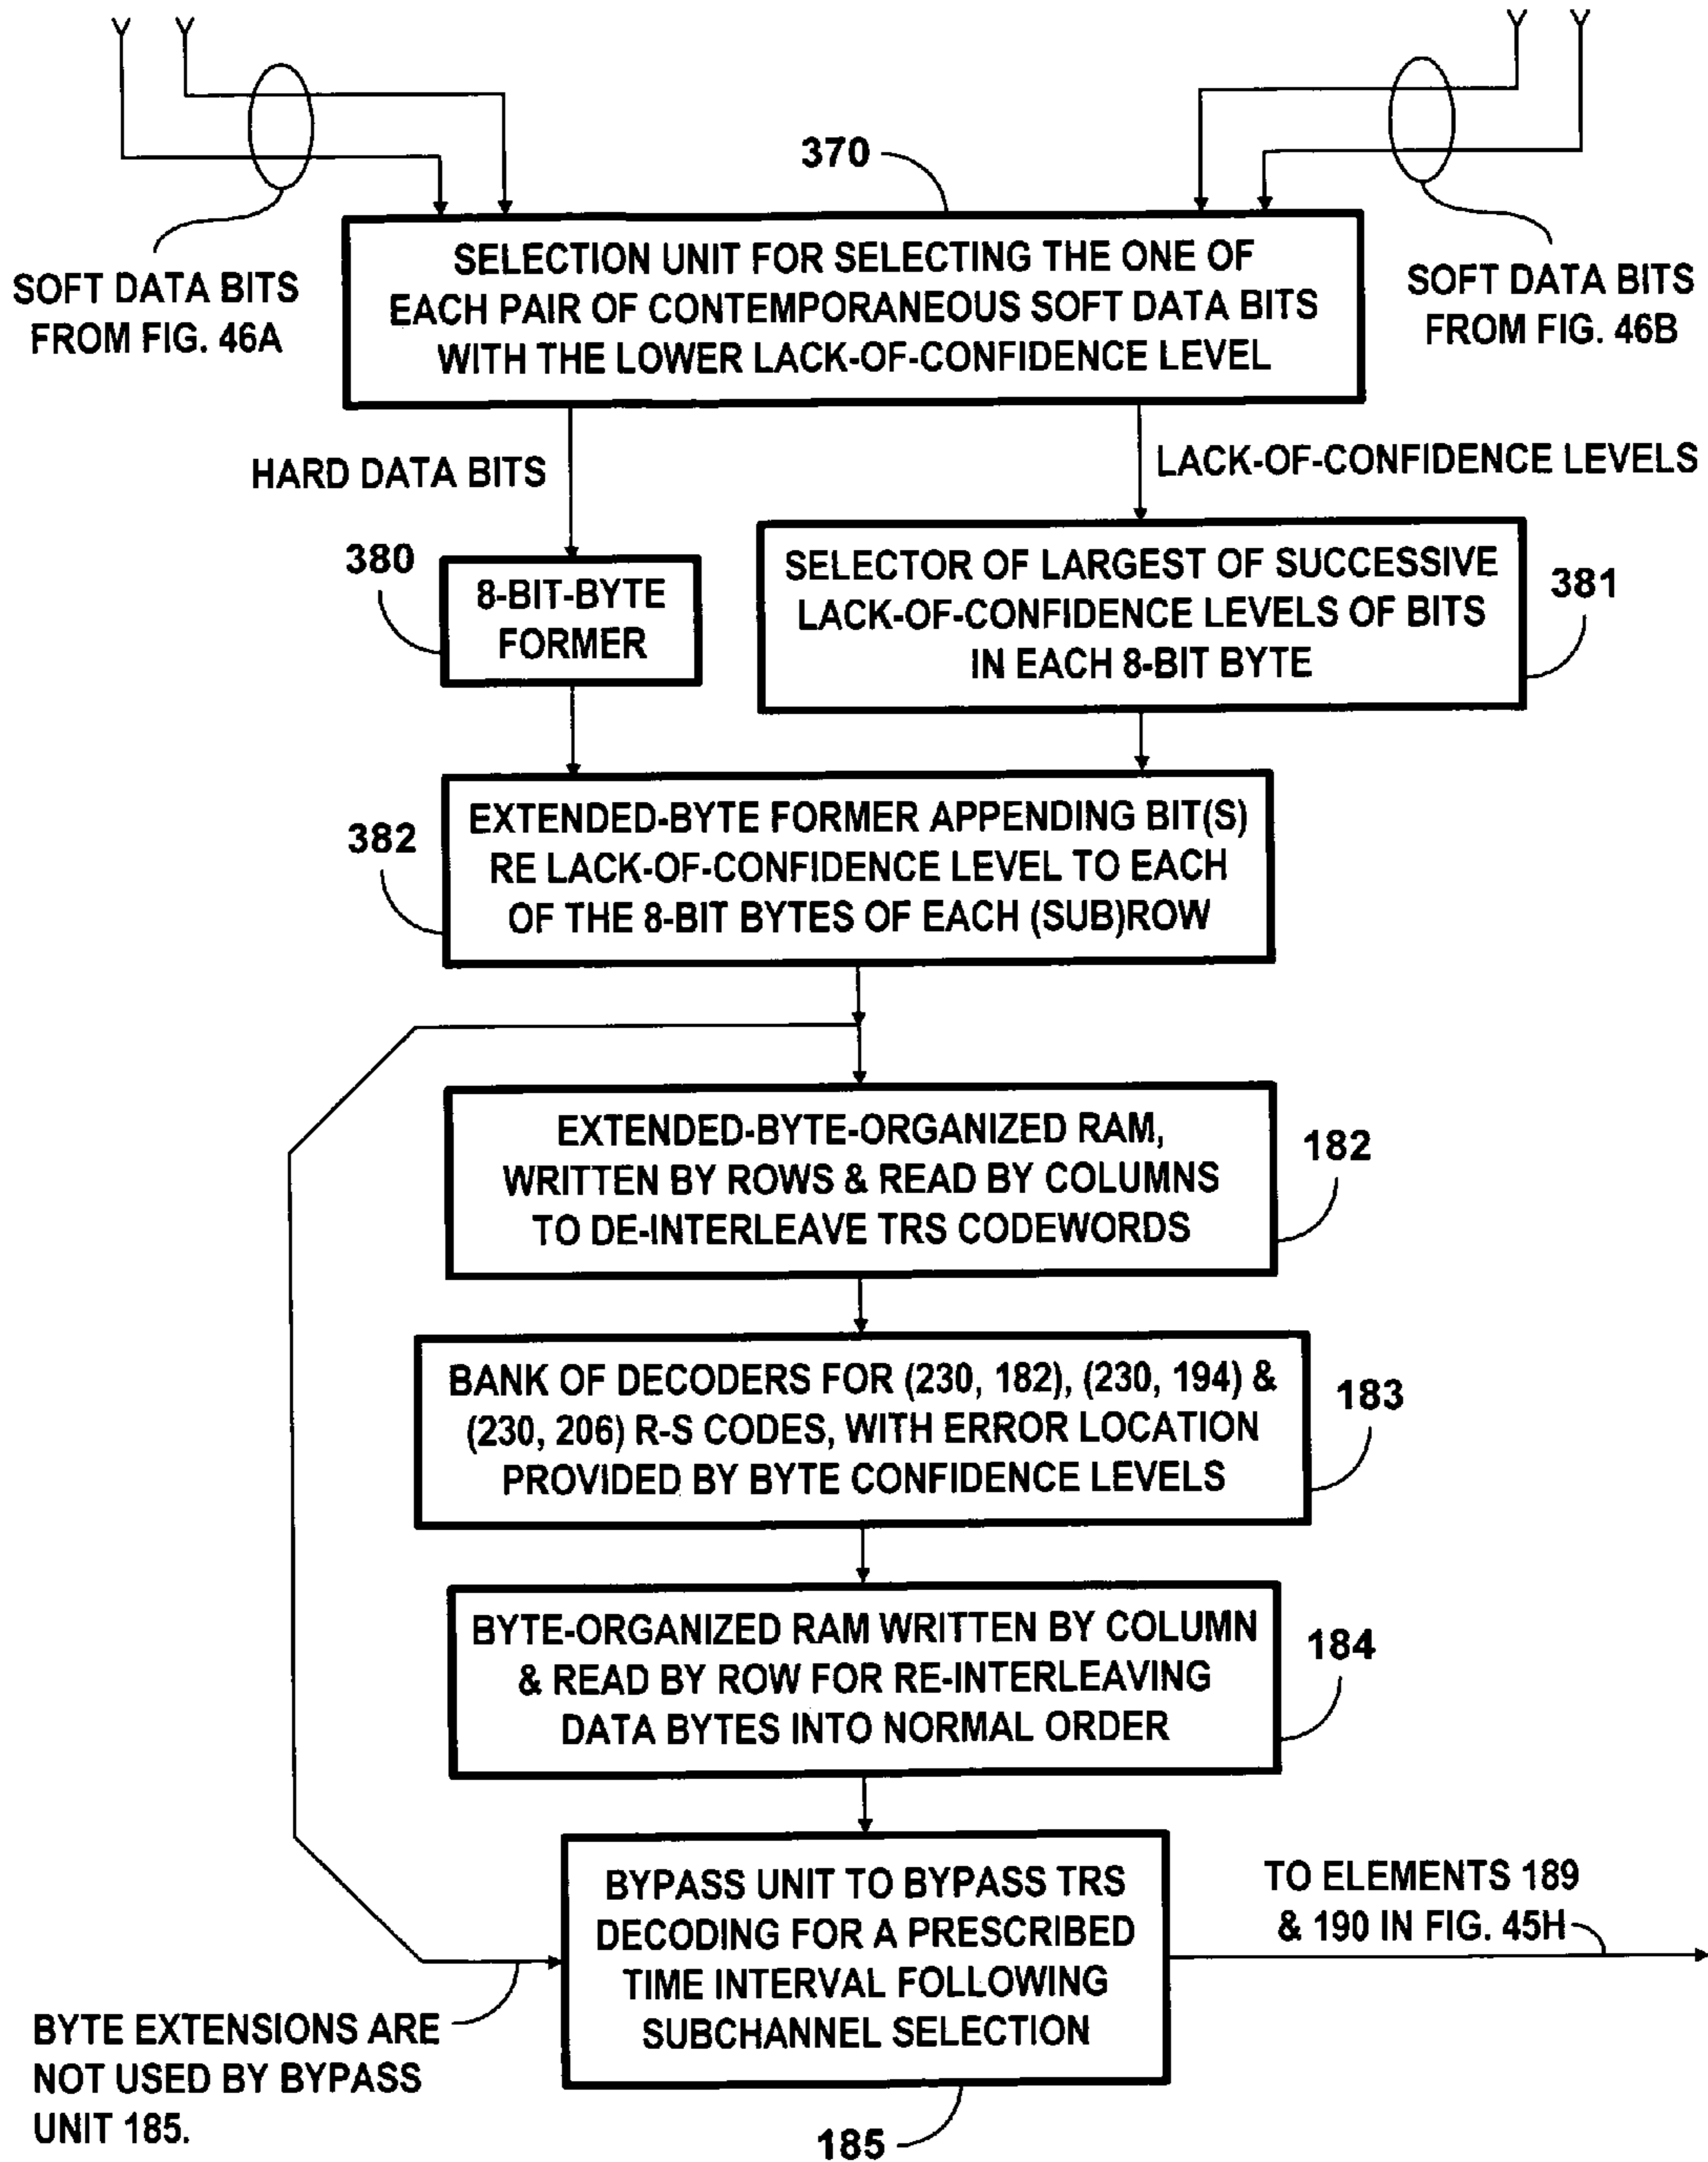 370
SOFT DATA BITS
FROM FIG. 46A
SELECTION UNIT FOR SELECTING THE ONE OF
EACH PAIR OF CONTEMPORANEOUS SOFT DATA BITS
WITH THE LOWER LACK-OF-CONFIDENCE LEVEL
SOFT DATA BITS
FROM FIG. 46B
HARD DATA BITS
LACK-OF-CONFIDENCE LEVELS
380
8-BIT-BYTE
FORMER
SELECTOR OF LARGEST OF SUCCESSIVE
LACK-OF-CONFIDENCE LEVELS OF BITS
IN EACH 8-BIT BYTE
381
382
EXTENDED-BYTE FORMER APPENDING BIT(S)
RE LACK-OF-CONFIDENCE LEVEL TO EACH
OF THE 8-BIT BYTES OF EACH (SUB)ROW
EXTENDED-BYTE-ORGANIZED RAM,
WRITTEN BY ROWS & READ BY COLUMNS
TO DE-INTERLEAVE TRS CODEWORDS
182
BANK OF DECODERS FOR (230, 182), (230, 194) &
(230, 206) R-S CODES, WITH ERROR LOCATION
PROVIDED BY BYTE CONFIDENCE LEVELS
183
BYTE-ORGANIZED RAM WRITTEN BY COLUMN
& READ BY ROW FOR RE-INTERLEAVING
DATA BYTES INTO NORMAL ORDER
184
BYPASS UNIT TO BYPASS TRS
DECODING FOR A PRESCRIBED
TIME INTERVAL FOLLOWING
SUBCHANNEL SELECTION
TO ELEMENTS 189
& 190 IN FIG. 45H
BYTE EXTENSIONS ARE
NOT USED BY BYPASS
UNIT 185.
185